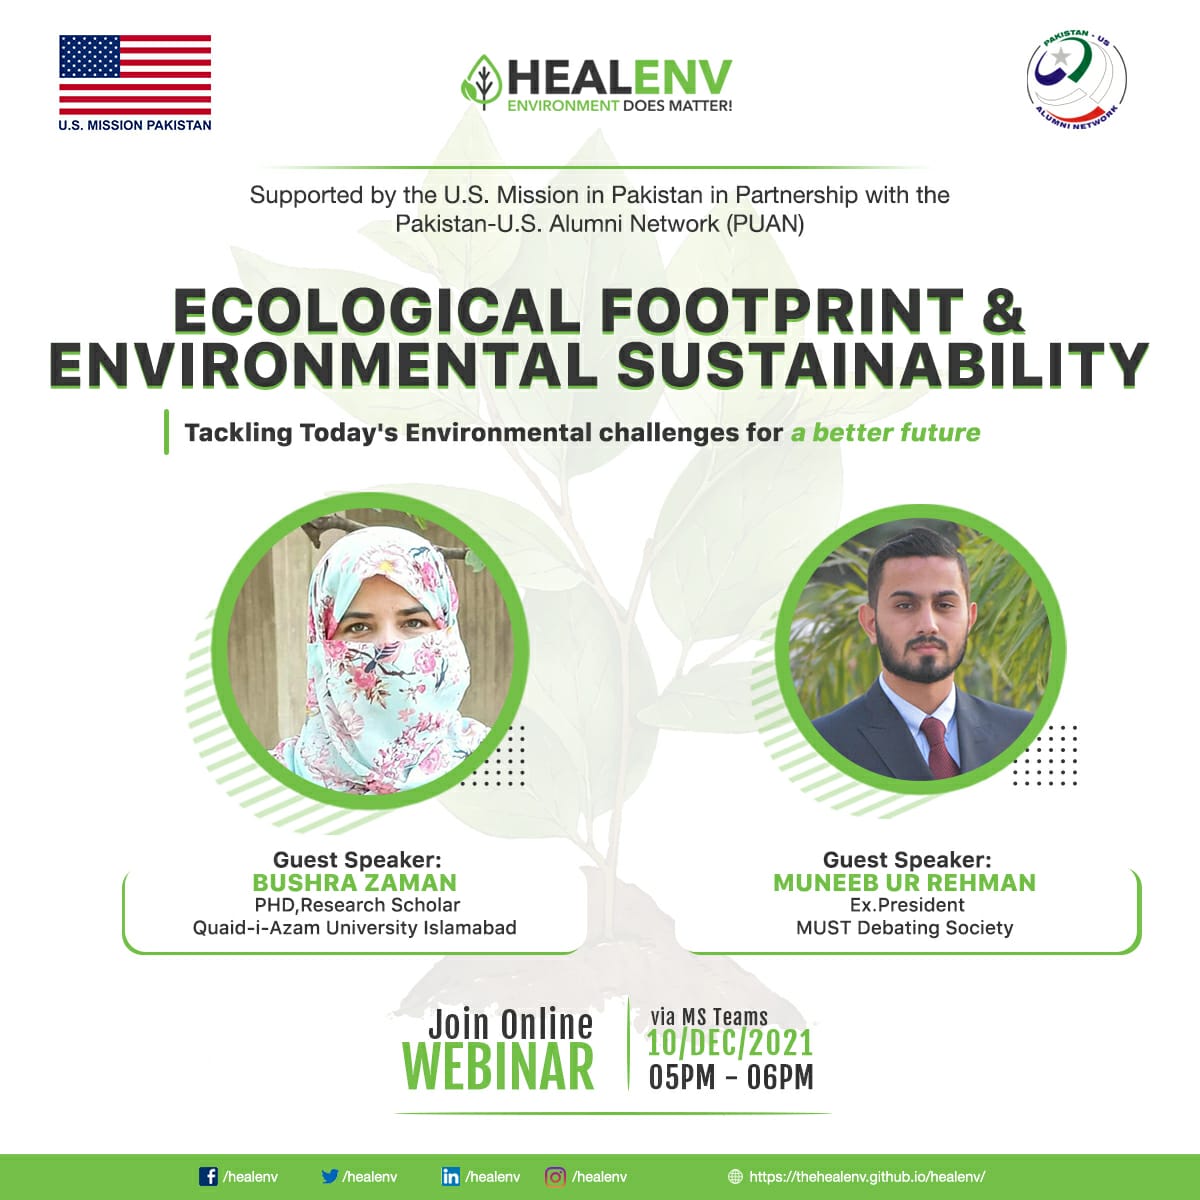 U.S. MISSION PAKISTAN
HEALENV
ENVIRONMENT DOES MATTER!
PAKISTAN - US
ALUMNI NETWORK
Supported by the U.S. Mission in Pakistan in Partnership with the
Pakistan-U.S. Alumni Network (PUAN)
ECOLOGICAL FOOTPRINT &
ENVIRONMENTAL SUSTAINABILITY
Tackling Today's Environmental challenges for a better future
Guest Speaker:
BUSHRA ZAMAN
PHD,Research Scholar
Quaid-i-Azam University Islamabad
Guest Speaker:
MUNEEB UR REHMAN
Ex.President
MUST Debating Society
Join Online
WEBINAR
via MS Teams
10/DEC/2021
05PM - 06PM
/healenv
/healenv
/healenv
/healenv
https://thehealenv.github.io/healenv/